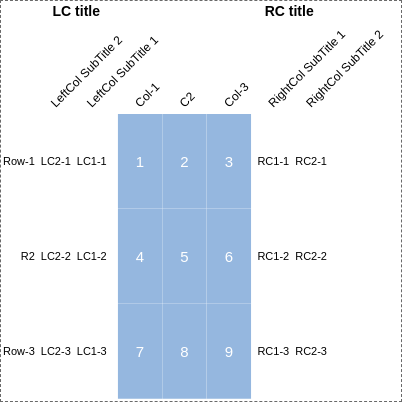 LC title RC title
LeftCol SubTitle 2 LeftCol SubTitle 1 Col-1 C2 Col-3 RightCol SubTitle 1 RightCol SubTitle 2
Row-1 LC2-1 LC1-1 1 2 3 RC1-1 RC2-1
R2 LC2-2 LC1-2 4 5 6 RC1-2 RC2-2
Row-3 LC2-3 LC1-3 7 8 9 RC1-3 RC2-3